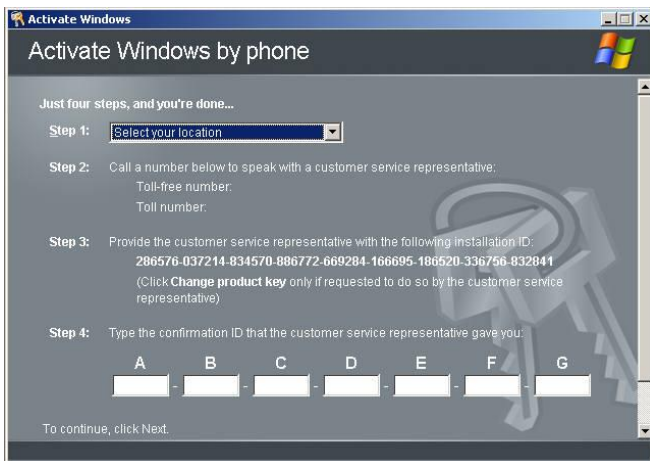 Activate Windows
Activate Windows by phone
Just four steps, and you're done...
Step 1: Select your location
Step 2: Call a number below to speak with a customer service representative:
Toll-free number:
Toll number:
Step 3: Provide the customer service representative with the following installation ID:
286576-037214-834570-886772-669284-166695-186520-336756-832841
(Click Change product key only if requested to do so by the customer service
representative)
Step 4: Type the confirmation ID that the customer service representative gave you:
A B C D E F G
- - - - - -
To continue, click Next.